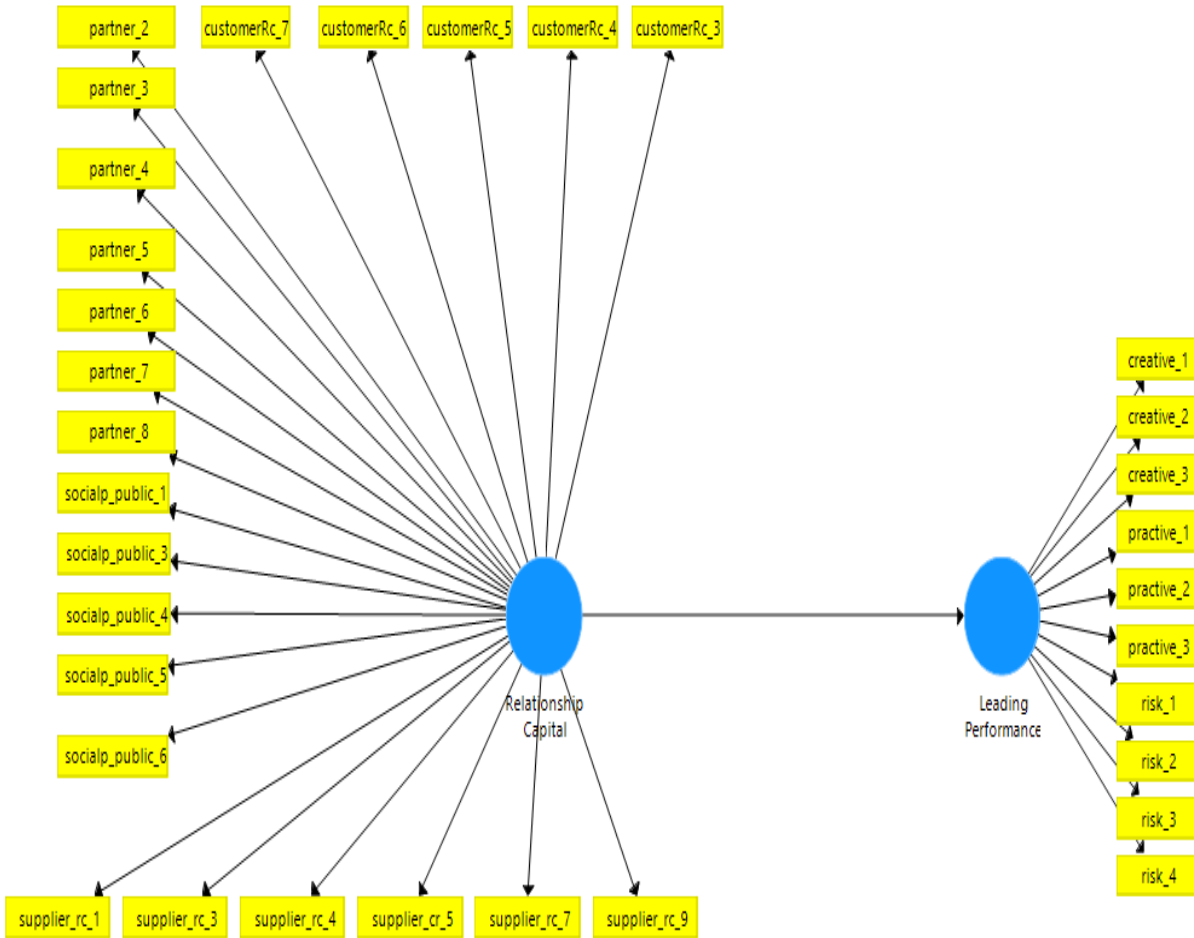 partner_2
customerRc_7
customerRc_6
customerRc_5
customerRc_4
customerRc_3
partner_3
partner_4
partner_5
partner_6
partner_7
partner_8
socialp_public_1
socialp_public_3
socialp_public_4
socialp_public_5
socialp_public_6
supplier_rc_1
supplier_rc_3
supplier_rc_4
supplier_cr_5
supplier_rc_7
supplier_rc_9
Relationship
Capital
Leading
Performance
creative_1
creative_2
creative_3
practive_1
practive_2
practive_3
risk_1
risk_2
risk_3
risk_4